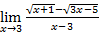 lim x→3 (√(x+1) − √(3x−5)) / (x−3)